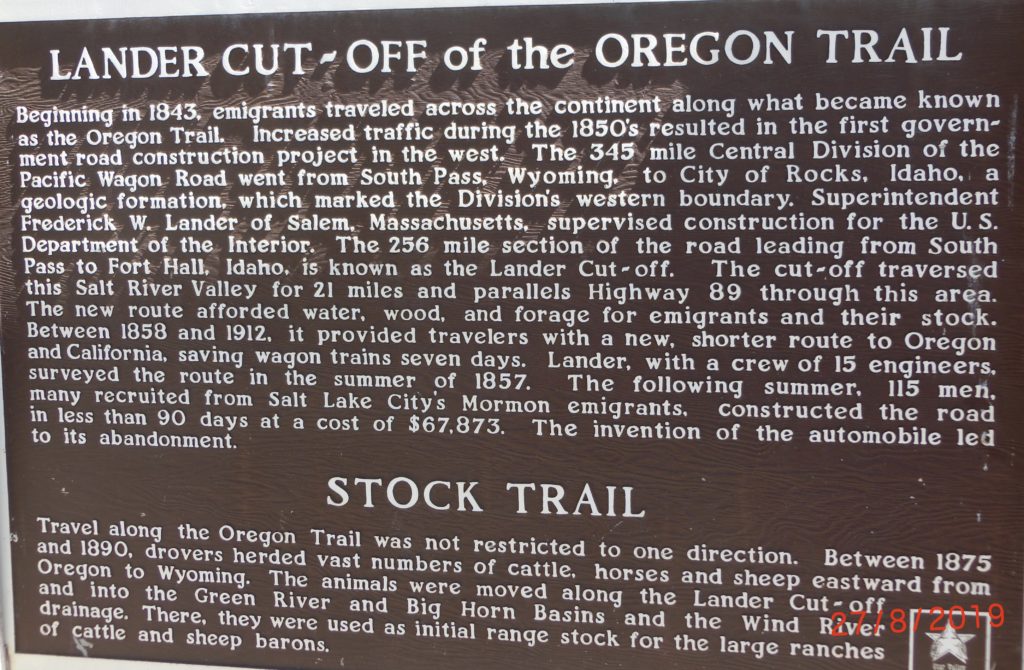 LANDER CUT-OFF of the OREGON TRAIL
Beginning in 1843, emigrants traveled across the continent along what became known
as the Oregon Trail. Increased traffic during the 1850's resulted in the first govern-
ment road construction project in the west. The 345 mile Central Division of the
Pacific Wagon Road went from South Pass, Wyoming, to City of Rocks, Idaho, a
geologic formation, which marked the Division's western boundary. Superintendent
Frederick W. Lander of Salem, Massachusetts, supervised construction for the U.S.
Department of the Interior. The 256 mile section of the road leading from South
Pass to Fort Hall, Idaho, is known as the Lander Cut-off. The cut-off traversed
this Salt River Valley for 21 miles and parallels Highway 89 through this area.
The new route afforded water, wood, and forage for emigrants and their stock.
Between 1858 and 1912, it provided travelers with a new, shorter route to Oregon
and California, saving wagon trains seven days. Lander, with a crew of 15 engineers,
surveyed the route in the summer of 1857. The following summer, 115 men,
many recruited from Salt Lake City's Mormon emigrants, constructed the road
in less than 90 days at a cost of $67,873. The invention of the automobile led
to its abandonment.
STOCK TRAIL
Travel along the Oregon Trail was not restricted to one direction. Between 1875
and 1890, drovers herded vast numbers of cattle, horses and sheep eastward from
Oregon to Wyoming. The animals were moved along the Lander Cut-off
and into the Green River and Big Horn Basins and the Wind River
drainage. There, they were used as initial range stock for the large ranches
of cattle and sheep barons.
27/8/2019